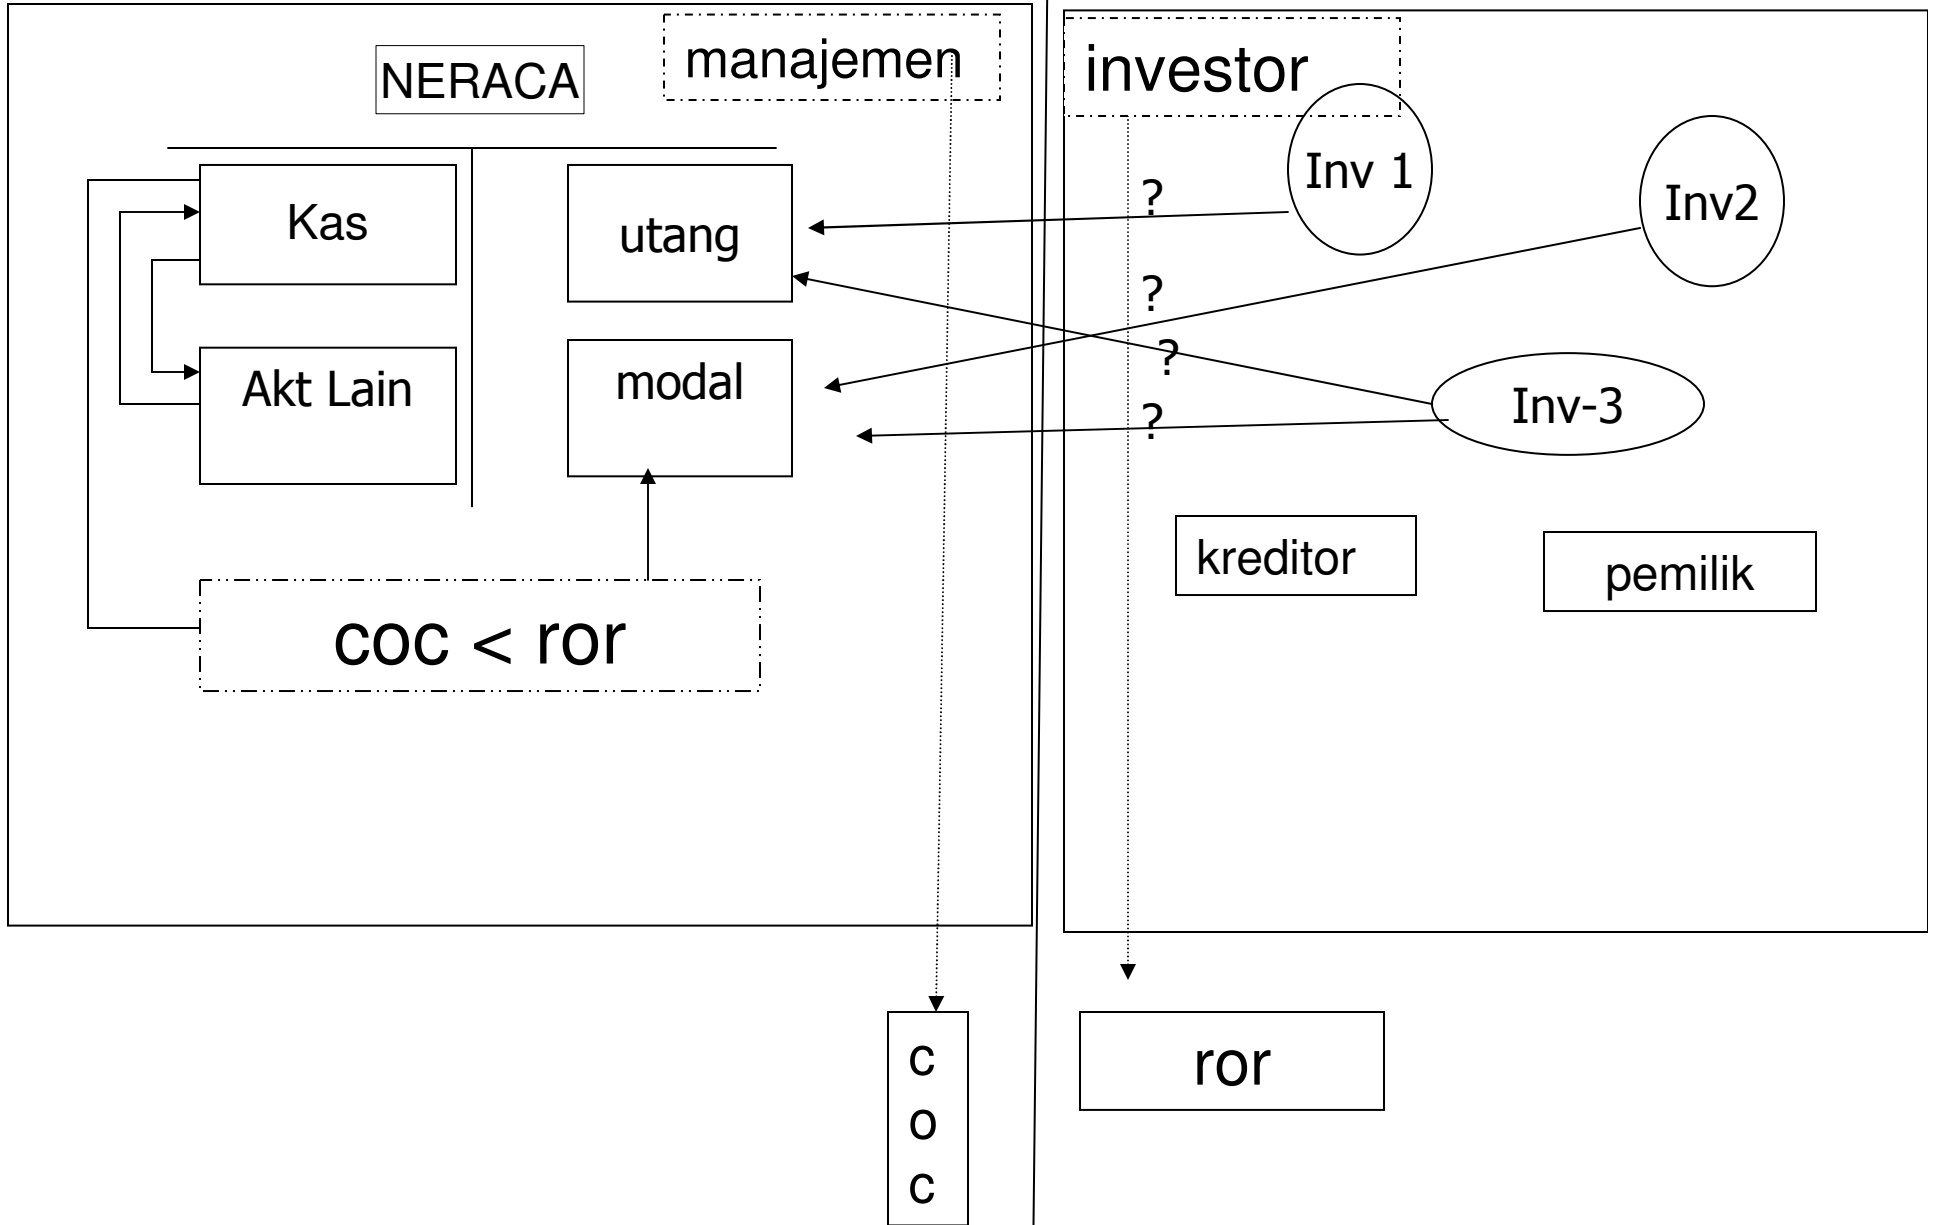 manajemen
NERACA
Kas
utang
Akt Lain
modal
coc < ror
investor
Inv 1
Inv2
?
?
?
?
Inv-3
kreditor
pemilik
c
o
c
ror